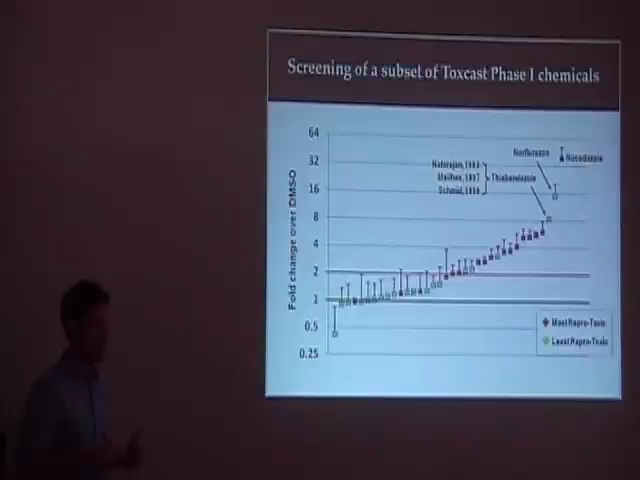 Screening of a subset of Toxcast Phase I chemicals
64
32
16
8
4
2
1
0.5
0.25
Fold change over DMSO
Norflurazon
Nocodazole
Thiabendazole
Most Repro-Toxic
Least Repro-Toxic